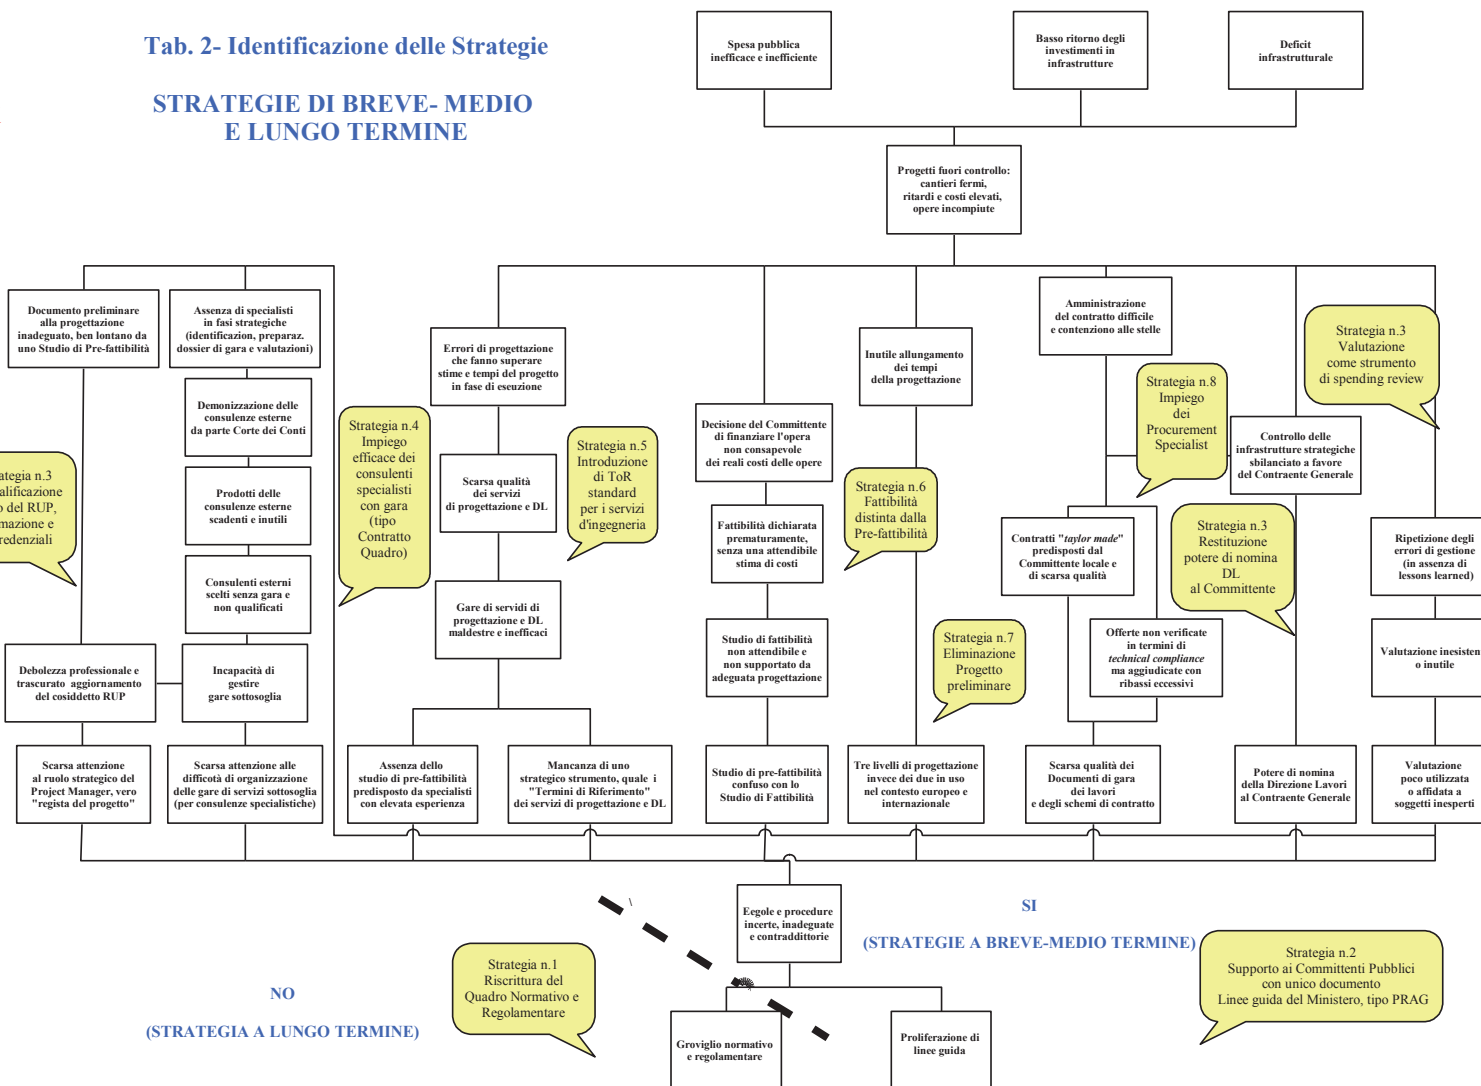 Tab. 2- Identificazione delle Strategie
STRATEGIE DI BREVE- MEDIO
E LUNGO TERMINE
Spesa pubblica
inefficace e inefficiente
Basso ritorno degli
investimenti in
infrastrutture
Deficit
infrastrutturale
Progetti fuori controllo:
cantieri fermi,
ritardi e costi elevati,
opere incompiute
Documento preliminare
alla progettazione
inadeguato, ben lontano da
uno Studio di Pre-fattibilità
Assenza di specialisti
in fasi strategiche
(identificazion, preparaz.
dossier di gara e valutazioni)
Errori di progettazione
che fanno superare
stime e tempi del progetto
in fase di eseuzione
Inutile allungamento
dei tempi
della progettazione
Amministrazione
del contratto difficile
e contenziono alle stelle
Strategia n.3
Valutazione
come strumento
di spending review
Strategia n.8
Impiego
dei
Procurement
Specialist
Demonizzazione delle
consulenze esterne
da parte Corte dei Conti
Strategia n.4
Impiego
efficace dei
consulenti
specialisti
con gara
(tipo
Contratto
Quadro)
Strategia n.5
Introduzione
di ToR
standard
per i servizi
d'ingegneria
Decisione del Committente
di finanziare l'opera
non consapevole
dei reali costi delle opere
Controllo delle
infrastrutture strategiche
sbilanciato a favore
del Contraente Generale
ategia n.3
alificazione
o del RUP,
mazione e
redenziali
Prodotti delle
consulenze esterne
scadenti e inutili
Scarsa qualità
dei servizi
di progettazione e DL
Strategia n.6
Fattibilità
distinta dalla
Pre-fattibilità
Fattibilità dichiarata
prematuramente,
senza una attendibile
stima di costi
Contratti "taylor made"
predisposti dal
Committente locale e
di scarsa qualità
Strategia n.3
Restituzione
potere di nomina
DL
al Committente
Ripetizione degli
errori di gestione
(in assenza di
lessons learned)
Consulenti esterni
scelti senza gara e
non qualificati
Gare di servidi di
progettazione e DL
maldestre e inefficaci
Debolezza professionale e
trascurato aggiornamento
del cosiddetto RUP
Incapacità di
gestire
gare sottosoglia
Studio di fattibilità
non attendibile e
non supportato da
adeguata progettazione
Strategia n.7
Eliminazione
Progetto
preliminare
Offerte non verificate
in termini di
technical compliance
ma aggiudicate con
ribassi eccessivi
Valutazione inesisten
o inutile
Scarsa attenzione
al ruolo strategico del
Project Manager, vero
"regista del progetto"
Scarsa attenzione alle
difficotà di organizzazione
delle gare di servizi sottosoglia
(per consulenze specialistiche)
Assenza dello
studio di pre-fattibilità
predisposto da specialisti
con elevata esperienza
Mancanza di uno
strategico strumento, quale i
"Termini di Riferimento"
dei servizi di progettazione e DL
Studio di pre-fattibilità
confuso con lo
Studio di Fattibilità
Tre livelli di progettazione
invece dei due in uso
nel contesto europeo e
internazionale
Scarsa qualità dei
Documenti di gara
dei lavori
e degli schemi di contratto
Potere di nomina
della Direzione Lavori
al Contraente Generale
Valutazione
poco utilizzata
o affidata a
soggetti inesperti
Eegole e procedure
incerte, inadeguate
e contraddittorie
SI
(STRATEGIE A BREVE-MEDIO TERMINE)
Strategia n.1
Riscrittura del
Quadro Normativo e
Regolamentare
Strategia n.2
Supporto ai Committenti Pubblici
con unico documento
Linee guida del Ministero, tipo PRAG
NO
(STRATEGIA A LUNGO TERMINE)
Groviglio normativo
e regolamentare
Proliferazione di
linee guida